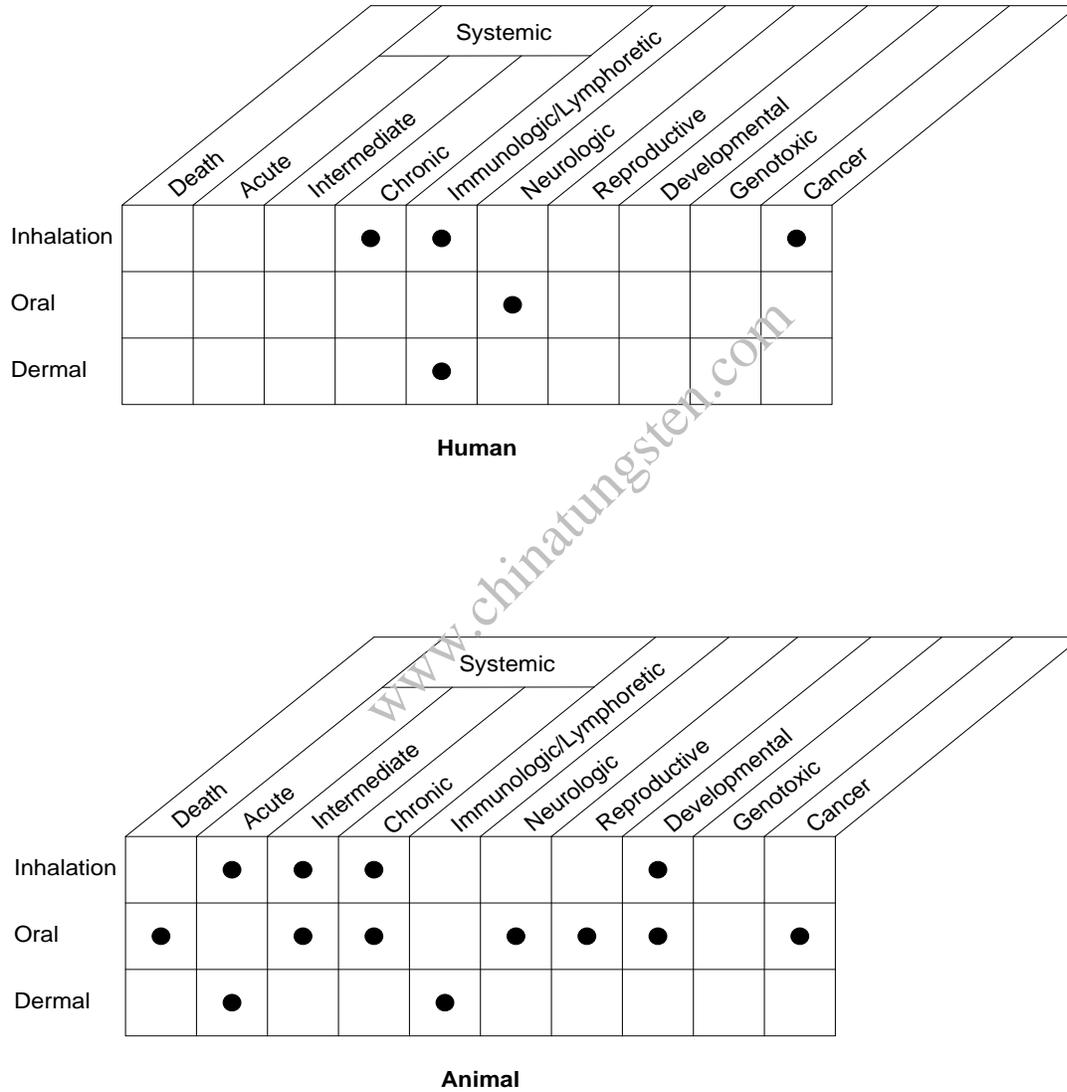 Systemic
Death
Acute
Intermediate
Chronic
Immunologic/Lymphoretic
Neurologic
Reproductive
Developmental
Genotoxic
Cancer
Inhalation
Oral
Dermal
Human
www.chinatungsten.com
Systemic
Death
Acute
Intermediate
Chronic
Immunologic/Lymphoretic
Neurologic
Reproductive
Developmental
Genotoxic
Cancer
Inhalation
Oral
Dermal
Animal